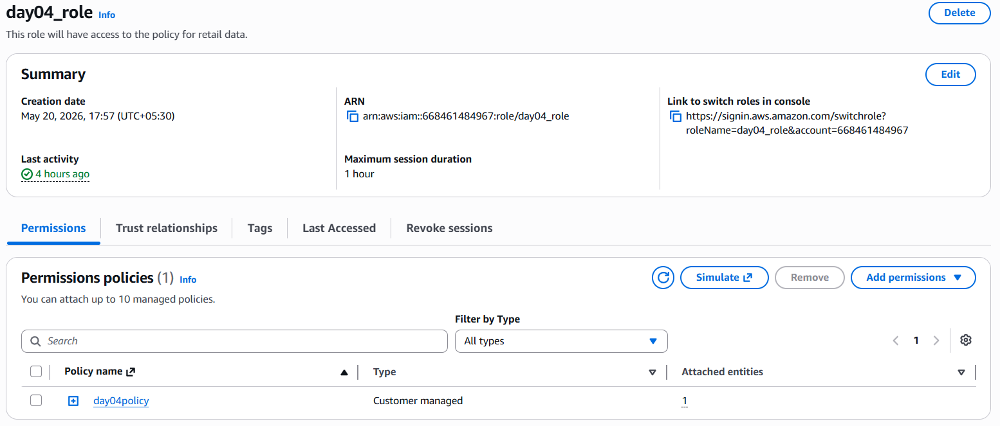 day04_role Info
Delete
This role will have access to the policy for retail data.
Summary
Edit
Creation date
May 20, 2026, 17:57 (UTC+05:30)
ARN
arn:aws:iam::668461484967:role/day04_role
Link to switch roles in console
https://signin.aws.amazon.com/switchrole?
roleName=day04_role&account=668461484967
Last activity
4 hours ago
Maximum session duration
1 hour
Permissions
Trust relationships
Tags
Last Accessed
Revoke sessions
Permissions policies (1) Info
Simulate
Remove
Add permissions
You can attach up to 10 managed policies.
Filter by Type
Search
All types
1
Policy name
Type
Attached entities
day04policy
Customer managed
1